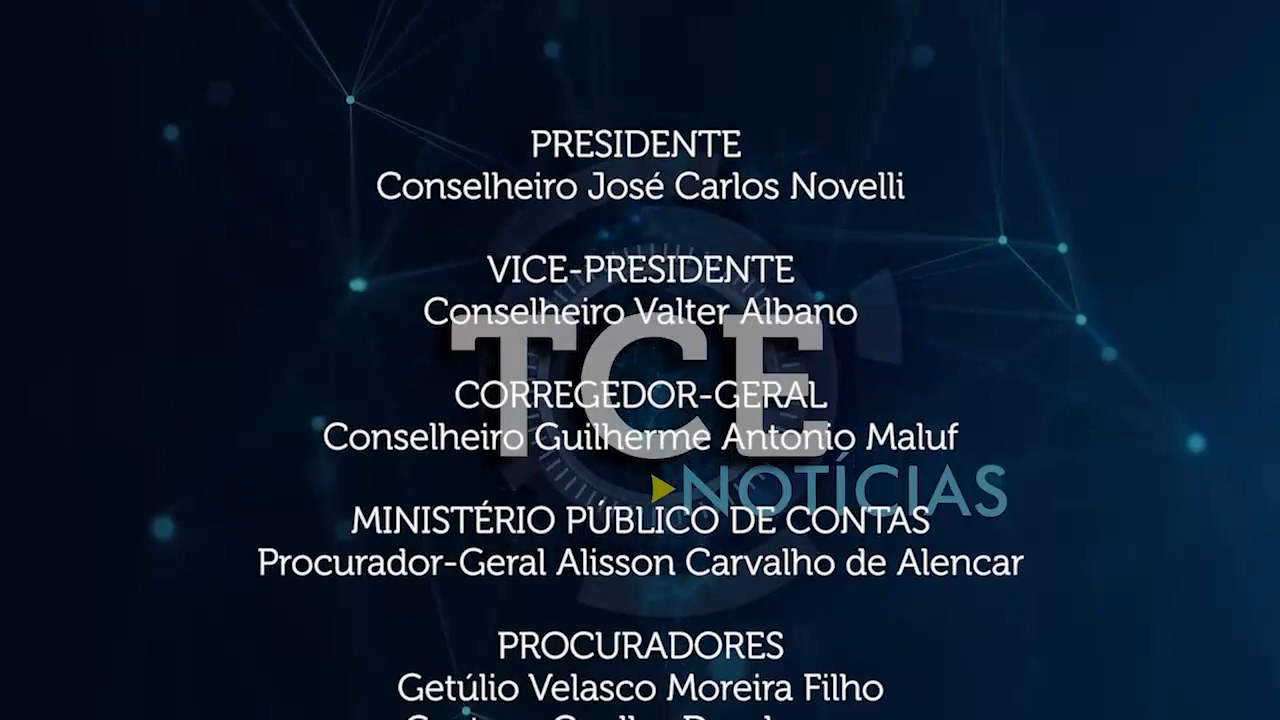 PRESIDENTE
Conselheiro José Carlos Novelli
VICE-PRESIDENTE
Conselheiro Valter Albano
TCE
CORREGEDOR-GERAL
Conselheiro Guilherme Antonio Maluf
NOTÍCIAS
MINISTÉRIO PÚBLICO DE CONTAS
Procurador-Geral Alisson Carvalho de Alencar
PROCURADORES
Getúlio Velasco Moreira Filho